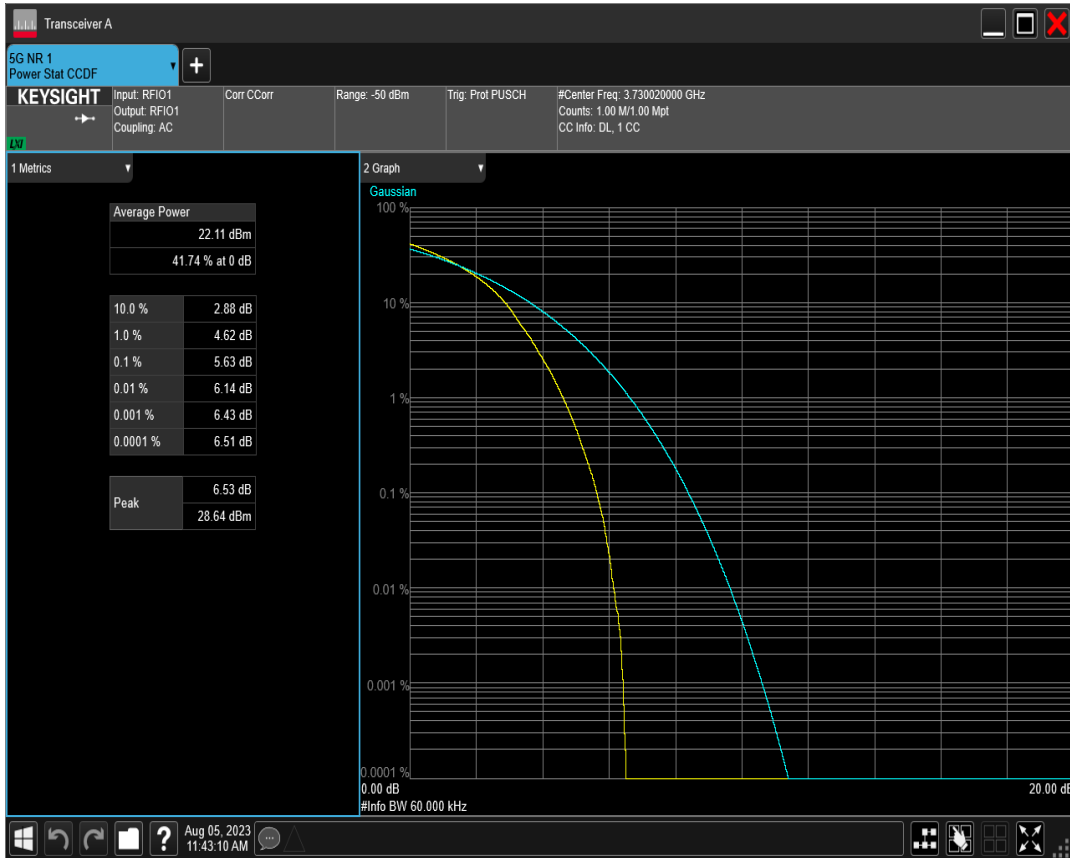 Transceiver A
5G NR 1
Power Stat CCDF
+
KEYSIGHT
LXI
Input: RFIO1
Output: RFIO1
Coupling: AC
Corr CCorr
Range: -50 dBm
Trig: Prot PUSCH
#Center Freq: 3.730020000 GHz
Counts: 1.00 M/1.00 Mpt
CC Info: DL, 1 CC
1 Metrics
Average Power
22.11 dBm
41.74 % at 0 dB
10.0 % 2.88 dB
1.0 % 4.62 dB
0.1 % 5.63 dB
0.01 % 6.14 dB
0.001 % 6.43 dB
0.0001 % 6.51 dB
Peak
6.53 dB
28.64 dBm
2 Graph
Gaussian
100 %
10 %
1 %
0.1 %
0.01 %
0.001 %
0.0001 %
0.00 dB
20.00 dB
#Info BW 60.000 kHz
?
Aug 05, 2023
11:43:10 AM